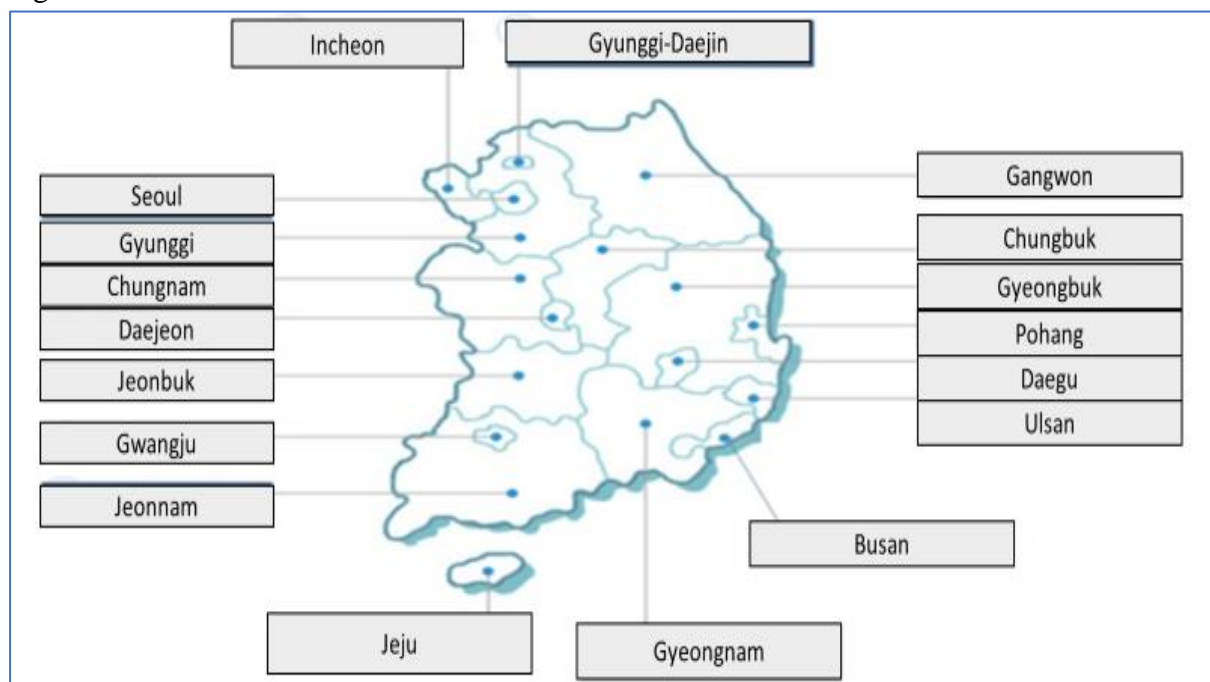 Incheon
Gyunggi-Daejin
Seoul
Gyunggi
Chungnam
Daejeon
Jeonbuk
Gwangju
Jeonnam
Gangwon
Chungbuk
Gyeongbuk
Pohang
Daegu
Ulsan
Busan
Jeju
Gyeongnam